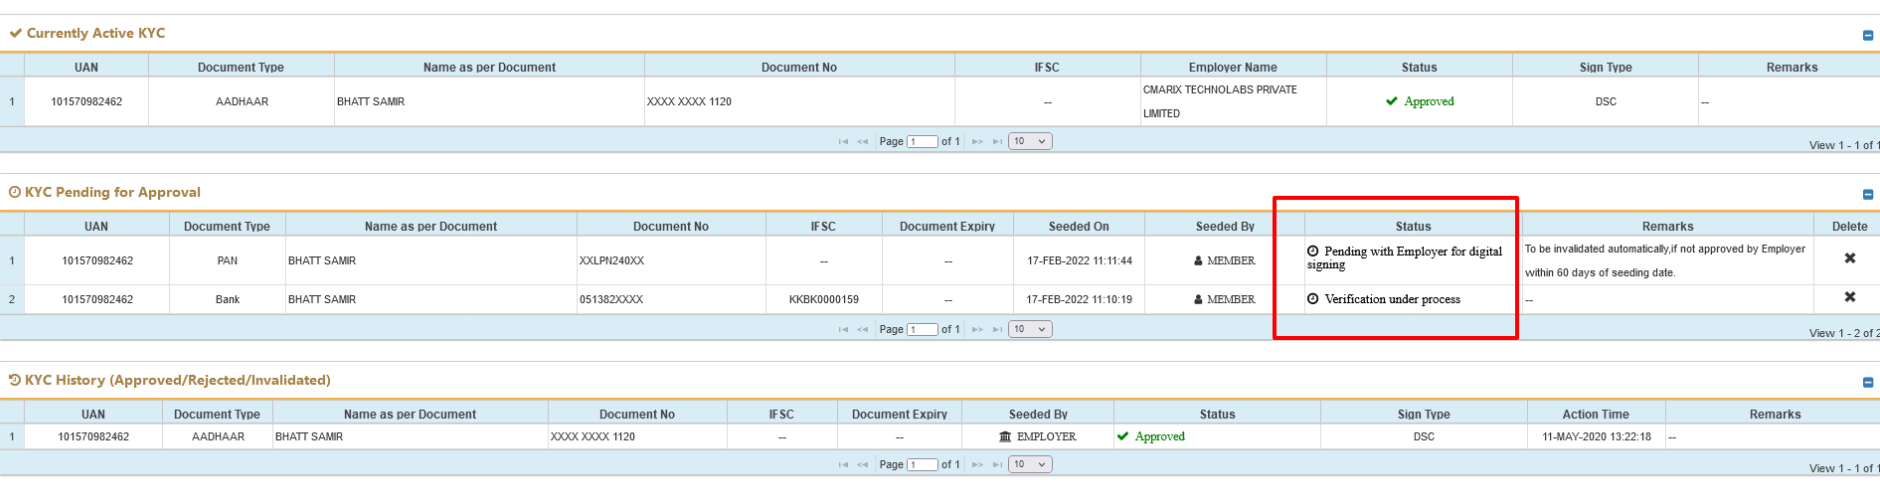 Currently Active KYC
UAN Document Type Name as per Document Document No IFSC Employer Name Status Sign Type Remarks
1 101570982462 AADHAAR BHATT SAMIR XXXX XXXX 1120 -- CMARIX TECHNOLABS PRIVATE LIMITED Approved DSC --
Page 1 of 1 10
View 1 - 1 of 1
KYC Pending for Approval
UAN Document Type Name as per Document Document No IFSC Document Expiry Seeded On Seeded By Status Remarks Delete
1 101570982462 PAN BHATT SAMIR XXLPN240XX -- -- 17-FEB-2022 11:11:44 MEMBER Pending with Employer for digital signing To be invalidated automatically,if not approved by Employer within 60 days of seeding date.
2 101570982462 Bank BHATT SAMIR 051382XXXX KKBK0000159 -- 17-FEB-2022 11:10:19 MEMBER Verification under process --
Page 1 of 1 10
View 1 - 2 of 2
KYC History (Approved/Rejected/Invalidated)
UAN Document Type Name as per Document Document No IFSC Document Expiry Seeded By Status Sign Type Action Time Remarks
1 101570982462 AADHAAR BHATT SAMIR XXXX XXXX 1120 -- -- EMPLOYER Approved DSC 11-MAY-2020 13:22:18 --
Page 1 of 1 10
View 1 - 1 of 1